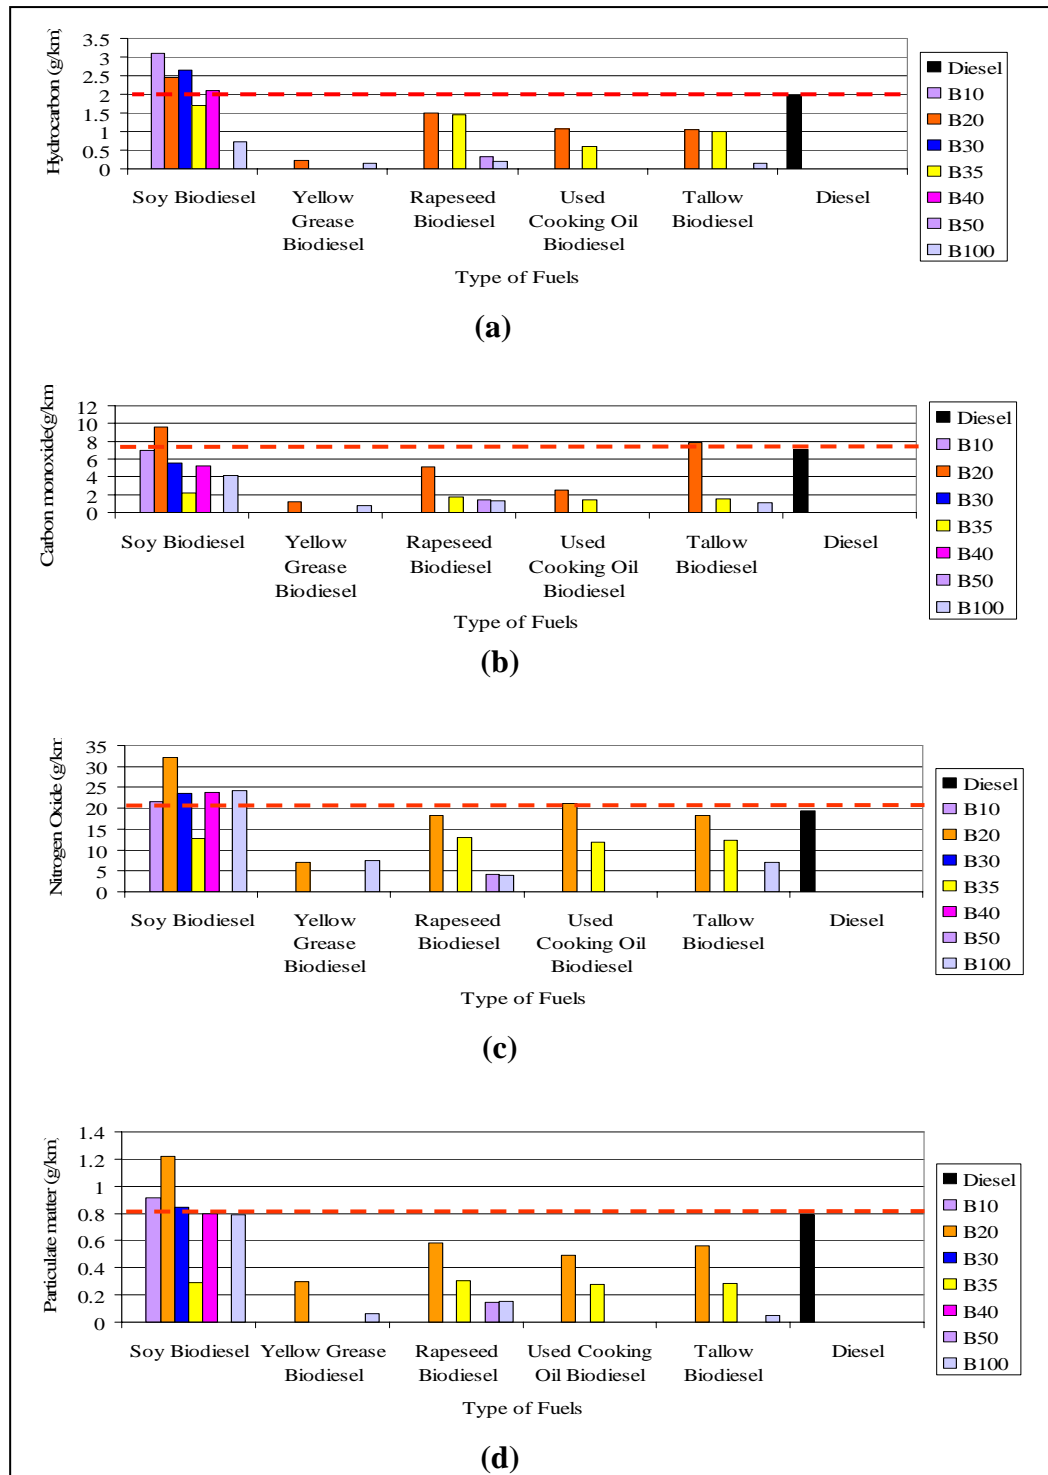 Hydrocarbon (g/km)
3.5
3
2.5
2
1.5
1
0.5
0
Soy Biodiesel
Yellow
Grease
Biodiesel
Rapeseed
Biodiesel
Used
Cooking Oil
Biodiesel
Tallow
Biodiesel
Diesel
Type of Fuels
Diesel
B10
B20
B30
B35
B40
B50
B100
(a)
Carbon monoxide(g/km
12
10
8
6
4
2
0
Soy Biodiesel
Yellow
Grease
Biodiesel
Rapeseed
Biodiesel
Used
Cooking Oil
Biodiesel
Tallow
Biodiesel
Diesel
Type of Fuels
Diesel
B10
B20
B30
B35
B40
B50
B100
(b)
Nitrogen Oxide (g/km)
35
30
25
20
15
10
5
0
Soy Biodiesel
Yellow
Grease
Biodiesel
Rapeseed
Biodiesel
Used
Cooking Oil
Biodiesel
Tallow
Biodiesel
Diesel
Type of Fuels
Diesel
B10
B20
B30
B35
B40
B50
B100
(c)
Particulate matter (g/km)
1.4
1.2
1
0.8
0.6
0.4
0.2
0
Soy Biodiesel
Yellow Grease
Biodiesel
Rapeseed
Biodiesel
Used Cooking
Oil Biodiesel
Tallow
Biodiesel
Diesel
Type of Fuels
Diesel
B10
B20
B30
B35
B40
B50
B100
(d)